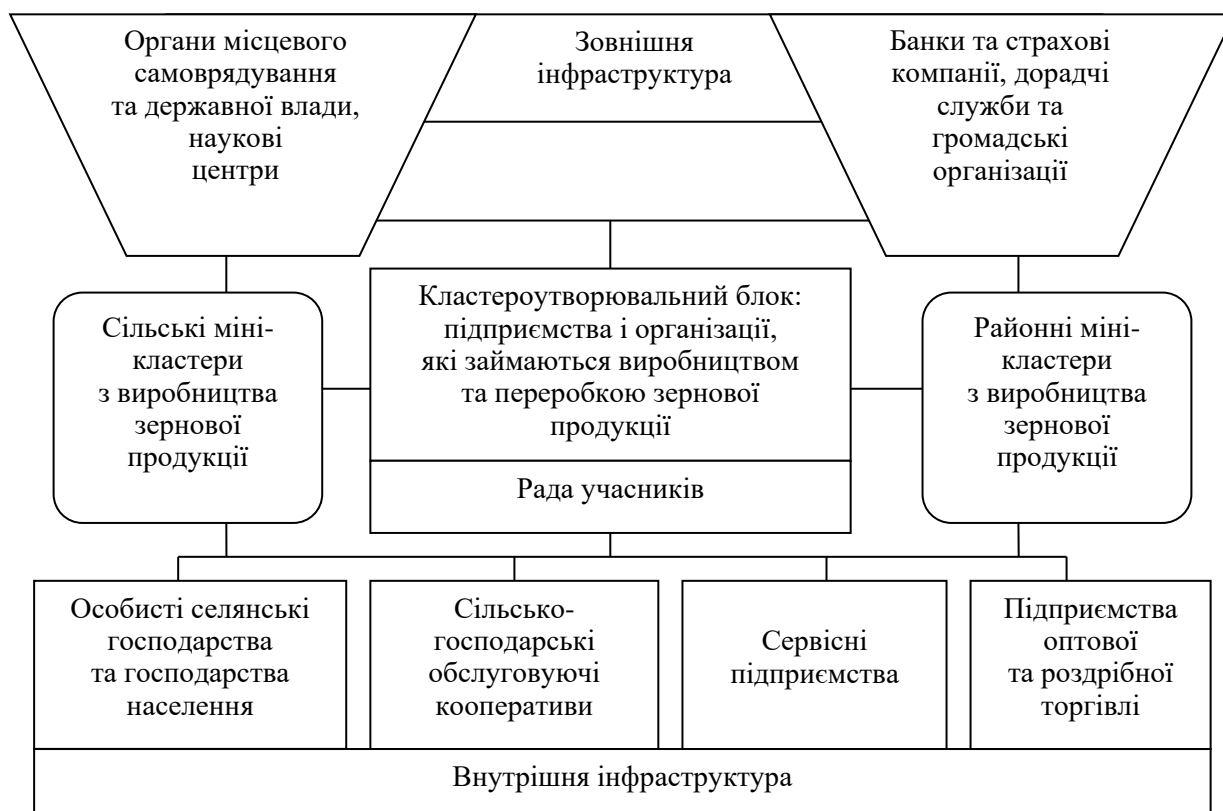 Органи місцевого
самоврядування
та державної влади,
наукові
центри
Зовнішня
інфраструктура
Банки та страхові
компанії, дорадчі
служби та
громадські
організації
Сільські міні-
кластери
з виробництва
зернової
продукції
Кластероутворювальний блок:
підприємства і організації,
які займаються виробництвом
та переробкою зернової
продукції
Рада учасників
Районні міні-
кластери
з виробництва
зернової
продукції
Особисті селянські
господарства
та господарства
населення
Сільсько-
господарські
обслуговуючі
кооперативи
Сервісні
підприємства
Підприємства
оптової
та роздрібної
торгівлі
Внутрішня інфраструктура